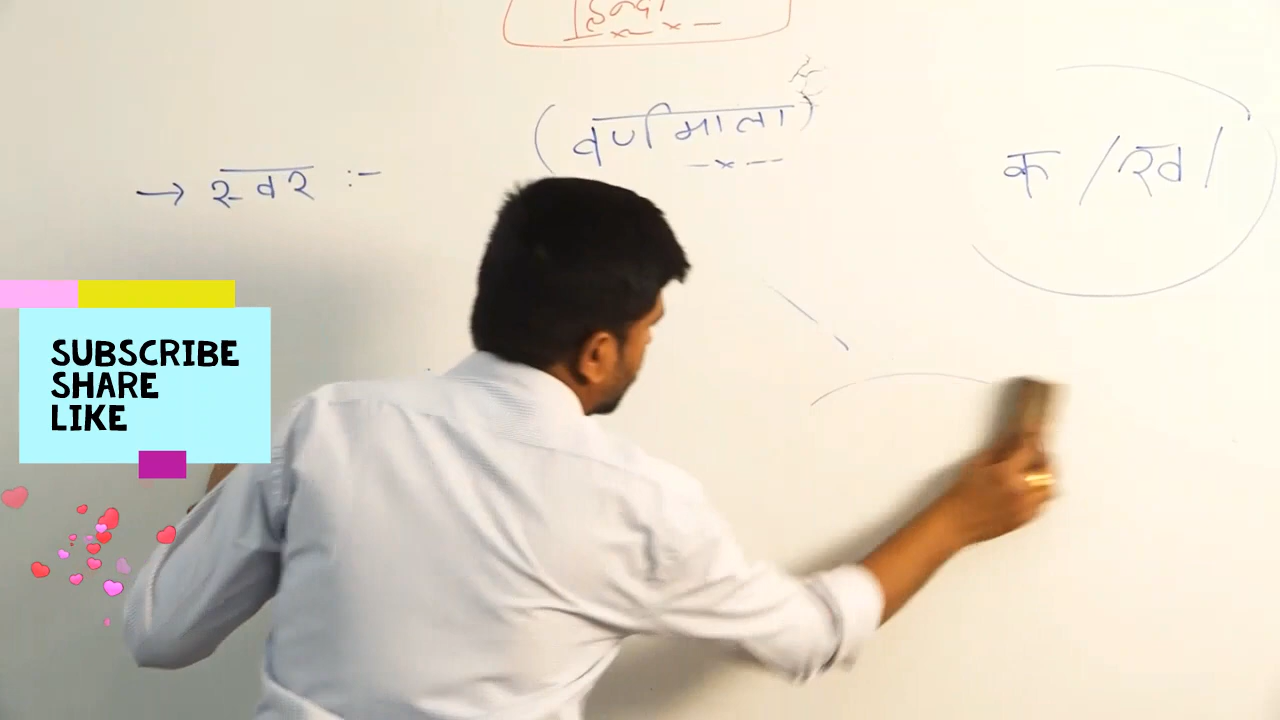 हिन्दी
(वर्णमाला)
→ स्वर :-
क / ख /
SUBSCRIBE
SHARE
LIKE